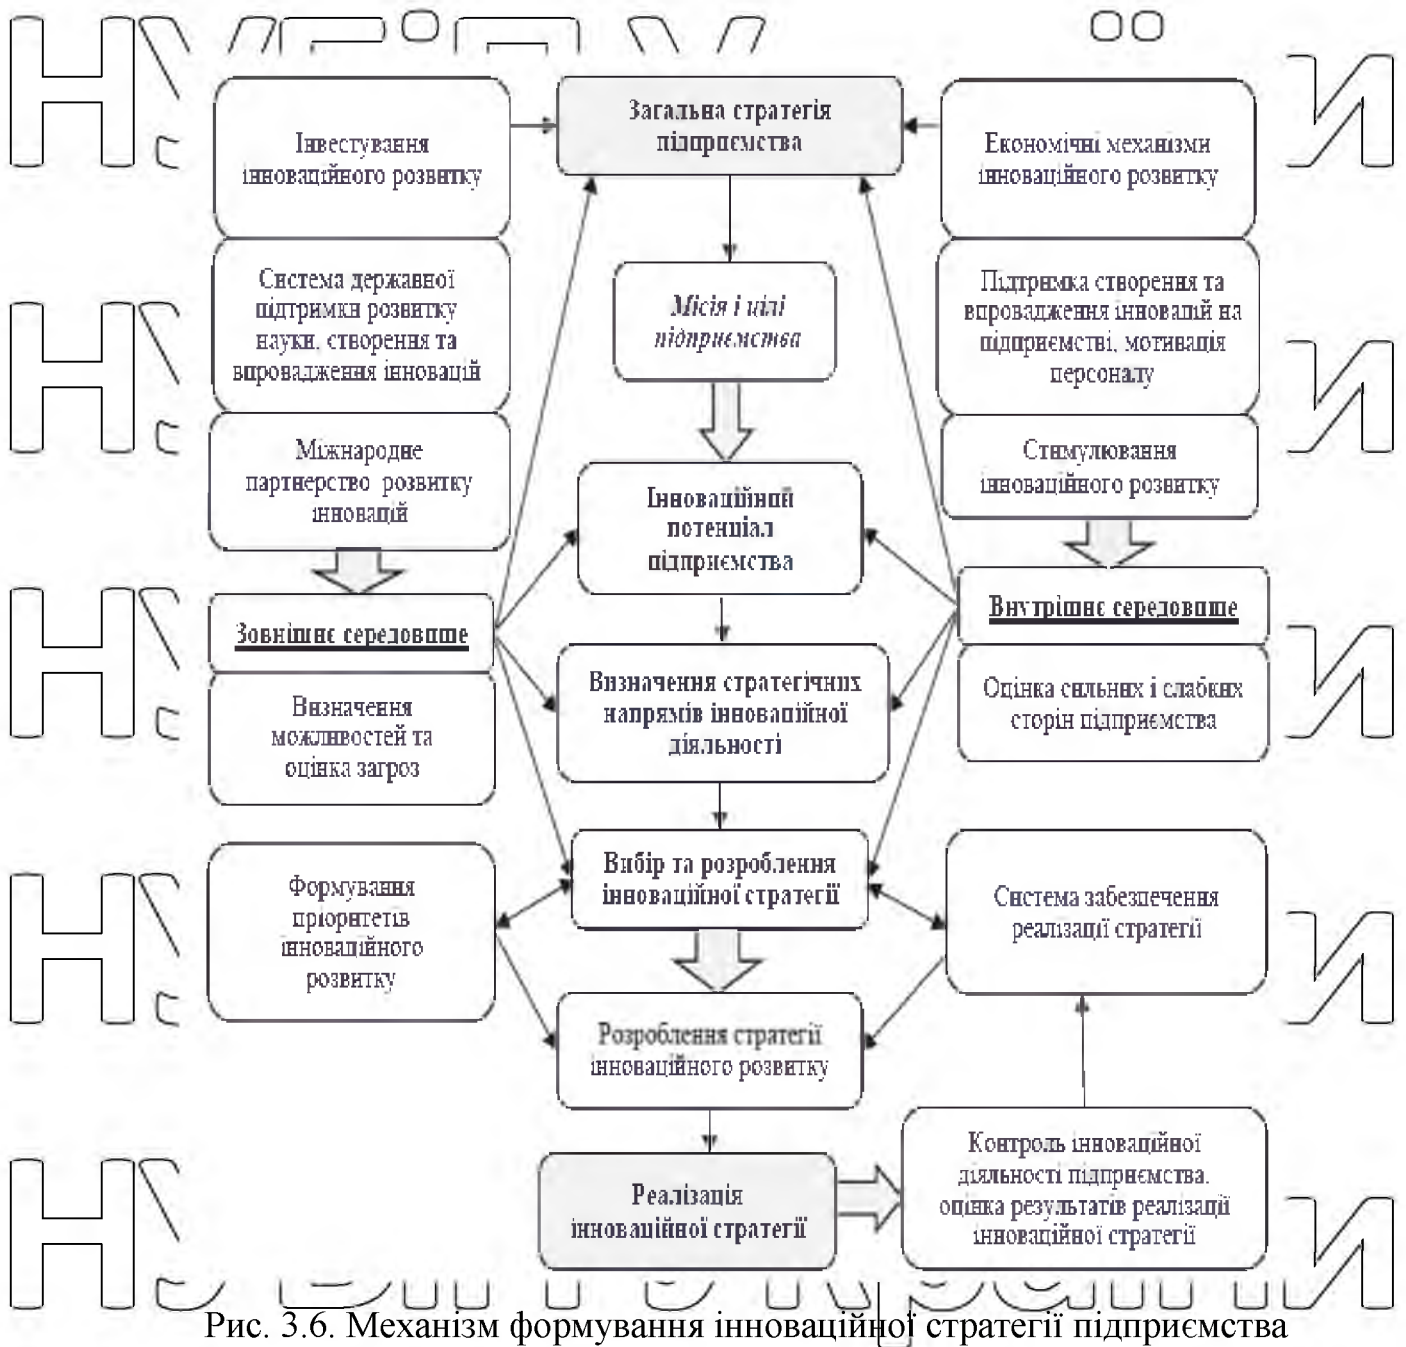 Загальна стратегія
підприємства
Інвестування
інноваційного розвитку
Економічні механізми
інноваційного розвитку
Система державної
підтримки розвитку
науки, створення та
впровадження інновацій
Місія і цілі
підприємства
Підтримка створення та
впровадження інновацій на
підприємстві, мотивація
персоналу
Міжнародне
партнерство розвитку
інновацій
Інноваційний
потенціал
підприємства
Стимулювання
інноваційного розвитку
Зовнішнє середовище
Внутрішнє середовище
Визначення
можливостей та
оцінка загроз
Визначення стратегічних
напрямів інноваційної
діяльності
Оцінка сильних і слабких
сторін підприємства
Формування
пріоритетів
інноваційного
розвитку
Вибір та розроблення
інноваційної стратегії
Система забезпечення
реалізації стратегії
Розроблення стратегії
інноваційного розвитку
Реалізація
інноваційної стратегії
Контроль інноваційної
діяльності підприємства,
оцінка результатів реалізації
інноваційної стратегії
Рис. 3.6. Механізм формування інноваційної стратегії підприємства